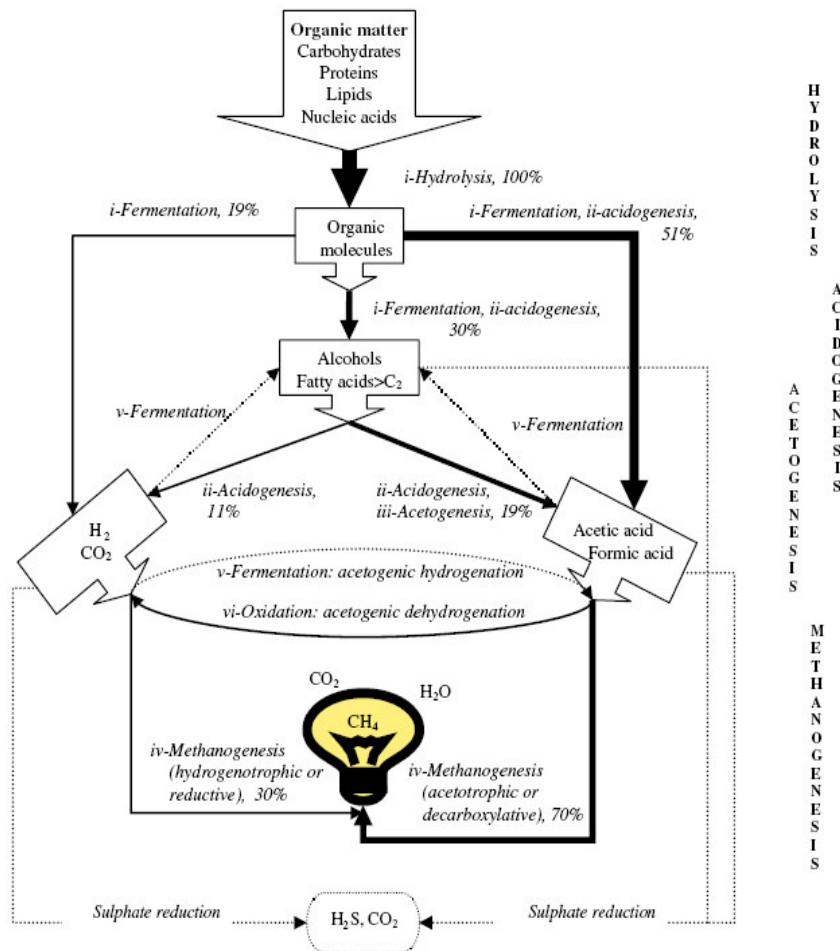 Organic matter
Carbohydrates
Proteins
Lipids
Nucleic acids
i-Hydrolysis, 100%
i-Fermentation, 19%
i-Fermentation, ii-acidogenesis,
51%
Organic
molecules
i-Fermentation, ii-acidogenesis,
30%
Alcohols
Fatty acids>C₂
v-Fermentation
v-Fermentation
ii-Acidogenesis,
11%
ii-Acidogenesis,
iii-Acetogenesis, 19%
H₂
CO₂
Acetic acid
Formic acid
v-Fermentation: acetogenic hydrogenation
vi-Oxidation: acetogenic dehydrogenation
CO₂
H₂O
CH₄
iv-Methanogenesis
(hydrogenotrophic or
reductive), 30%
iv-Methanogenesis
(acetotrophic or
decarboxylative), 70%
Sulphate reduction
H₂S, CO₂
Sulphate reduction
HYDROLYSIS
ACIDOGENESIS
ACETOGENESIS
METHANOGENESIS